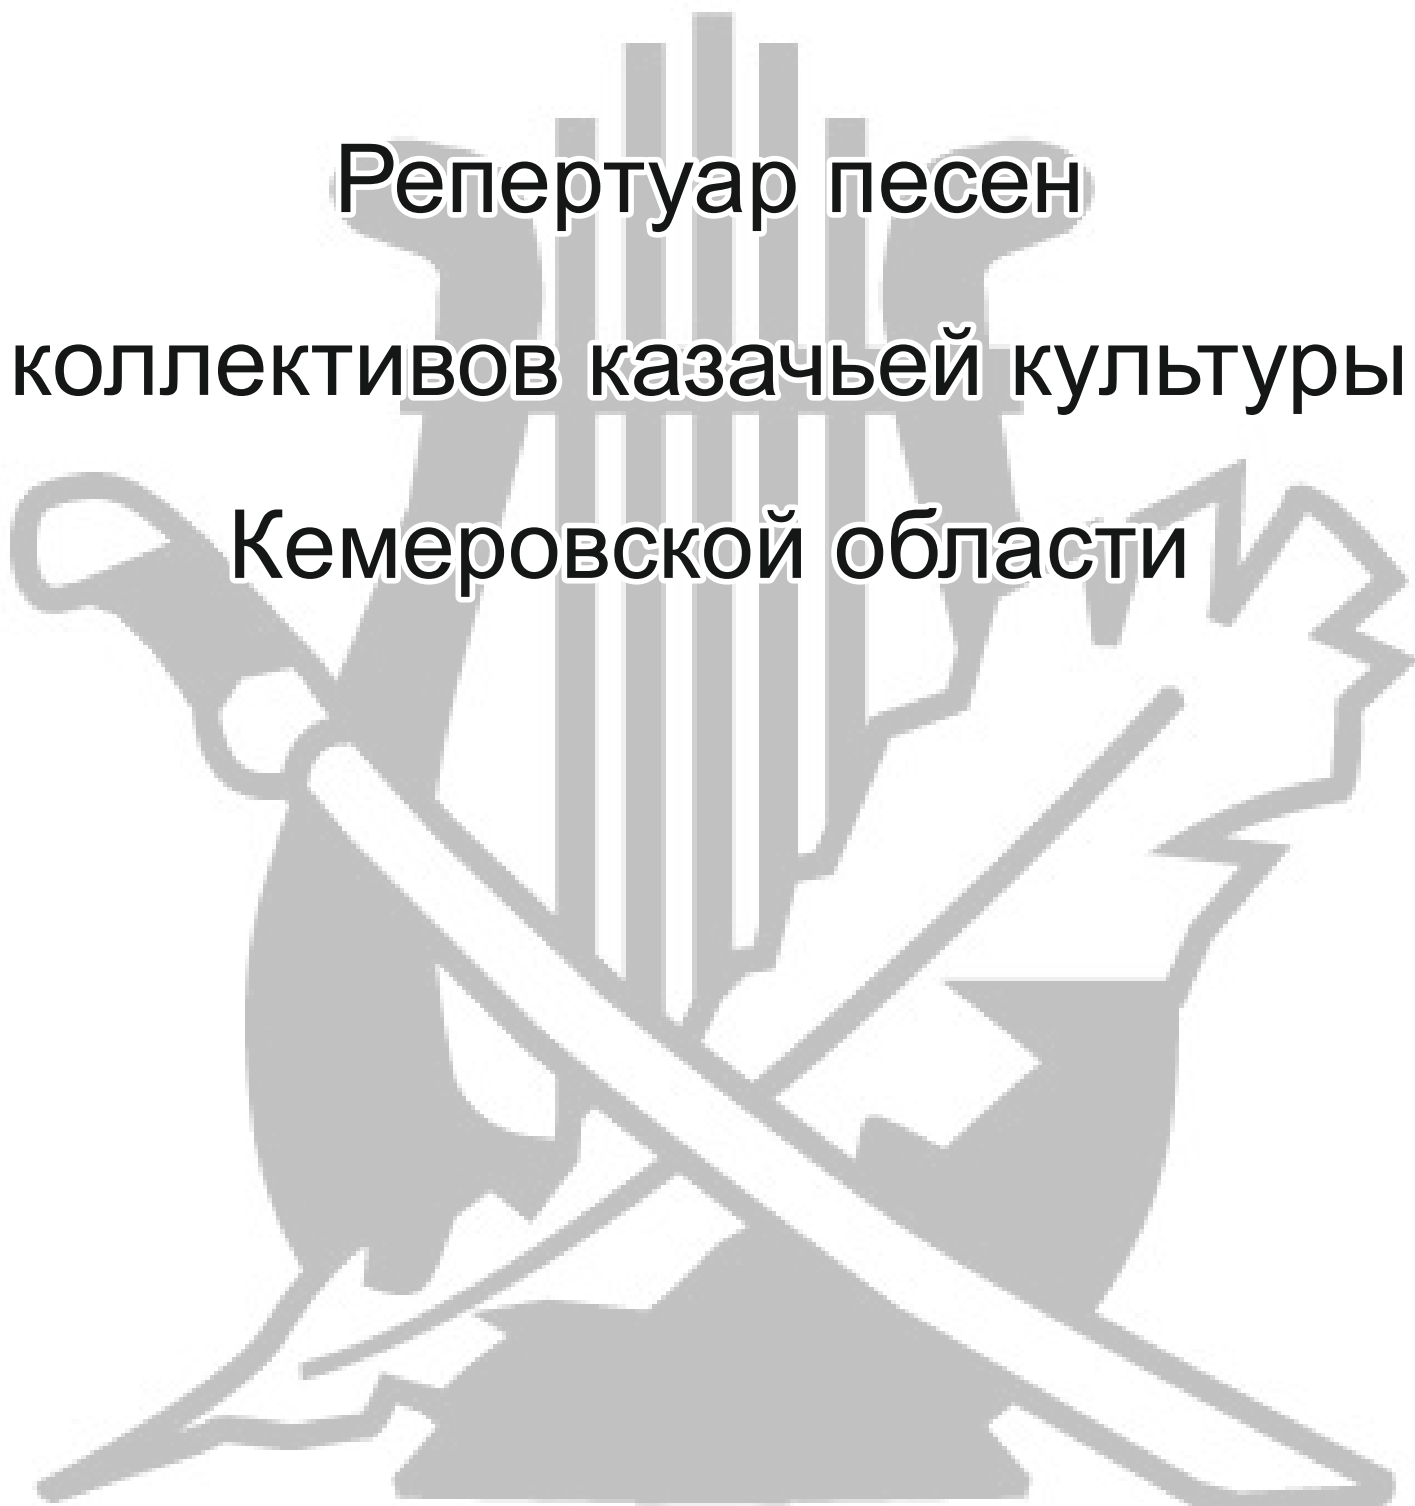 Репертуар песен
коллективов казачьей культуры
Кемеровской области